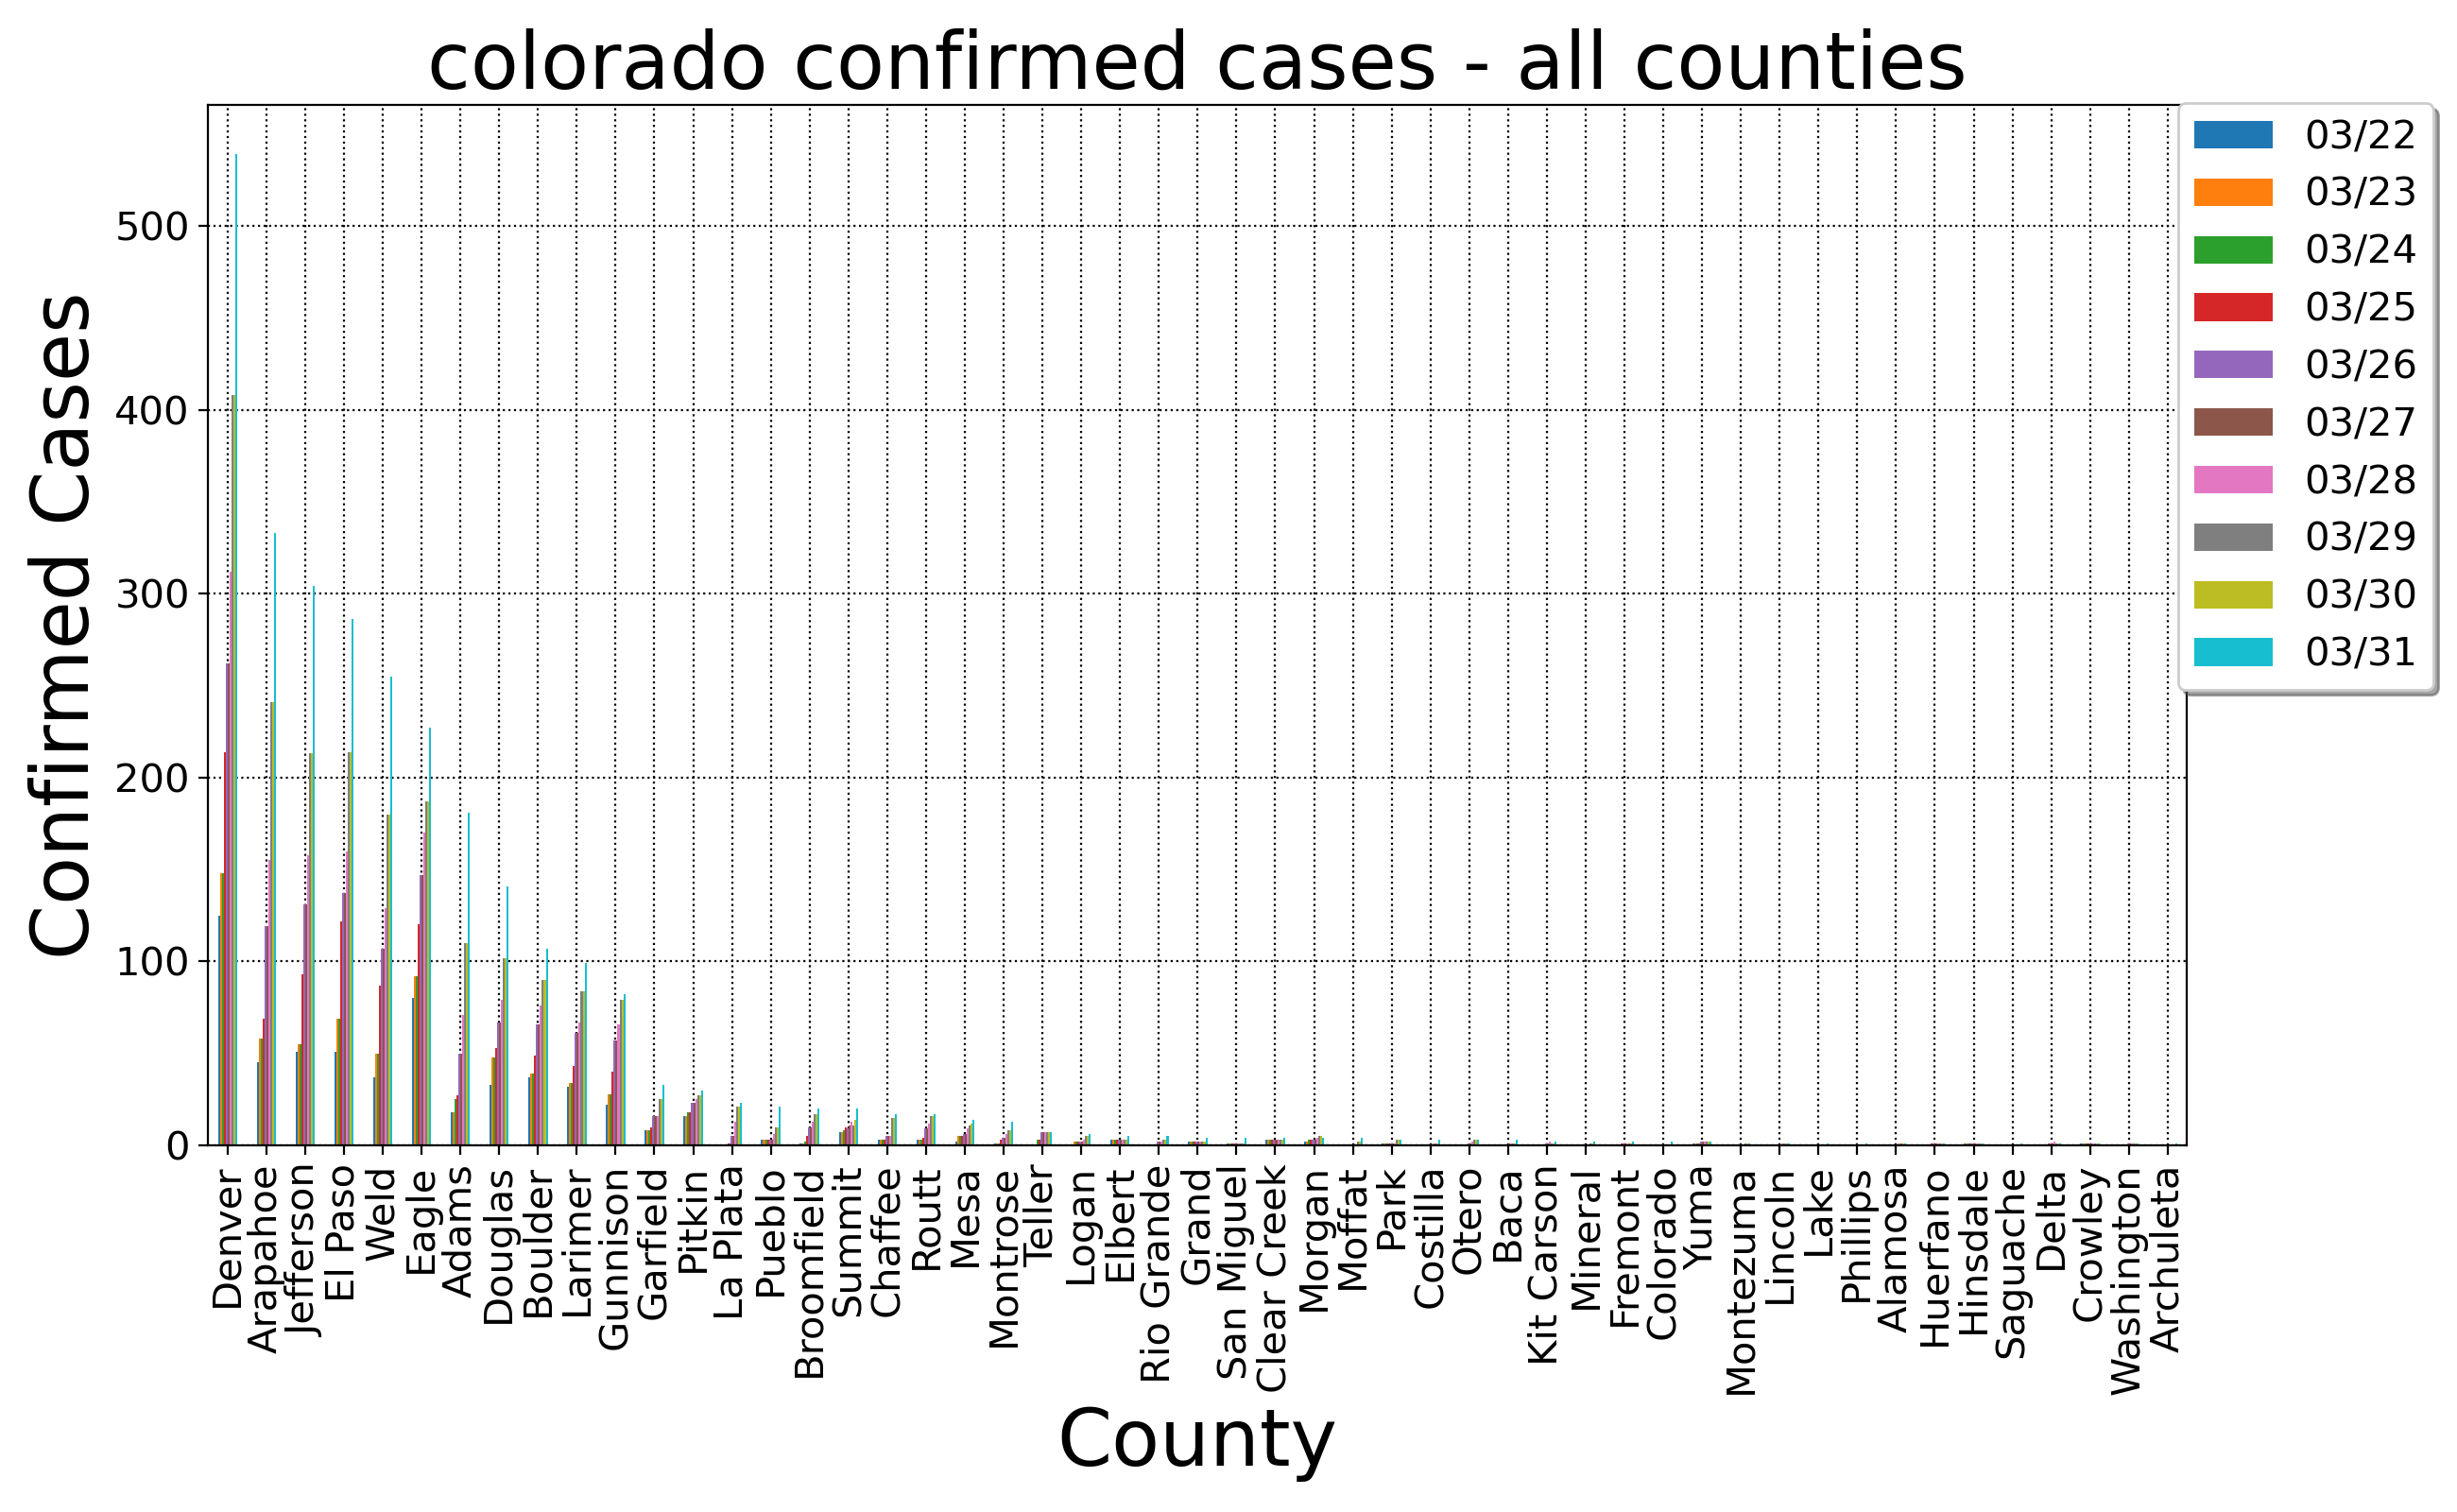 colorado confirmed cases - all counties
Confirmed Cases
500
400
300
200
100
0
03/22
03/23
03/24
03/25
03/26
03/27
03/28
03/29
03/30
03/31
Denver
Arapahoe
Jefferson
El Paso
Weld
Eagle
Adams
Douglas
Boulder
Larimer
Gunnison
Garfield
Pitkin
La Plata
Pueblo
Broomfield
Summit
Chaffee
Routt
Mesa
Montrose
Teller
Logan
Elbert
Rio Grande
Grand
San Miguel
Clear Creek
Morgan
Moffat
Park
Costilla
Otero
Baca
Kit Carson
Mineral
Fremont
Colorado
Yuma
Montezuma
Lincoln
Lake
Phillips
Alamosa
Huerfano
Hinsdale
Saguache
Delta
Crowley
Washington
Archuleta
County